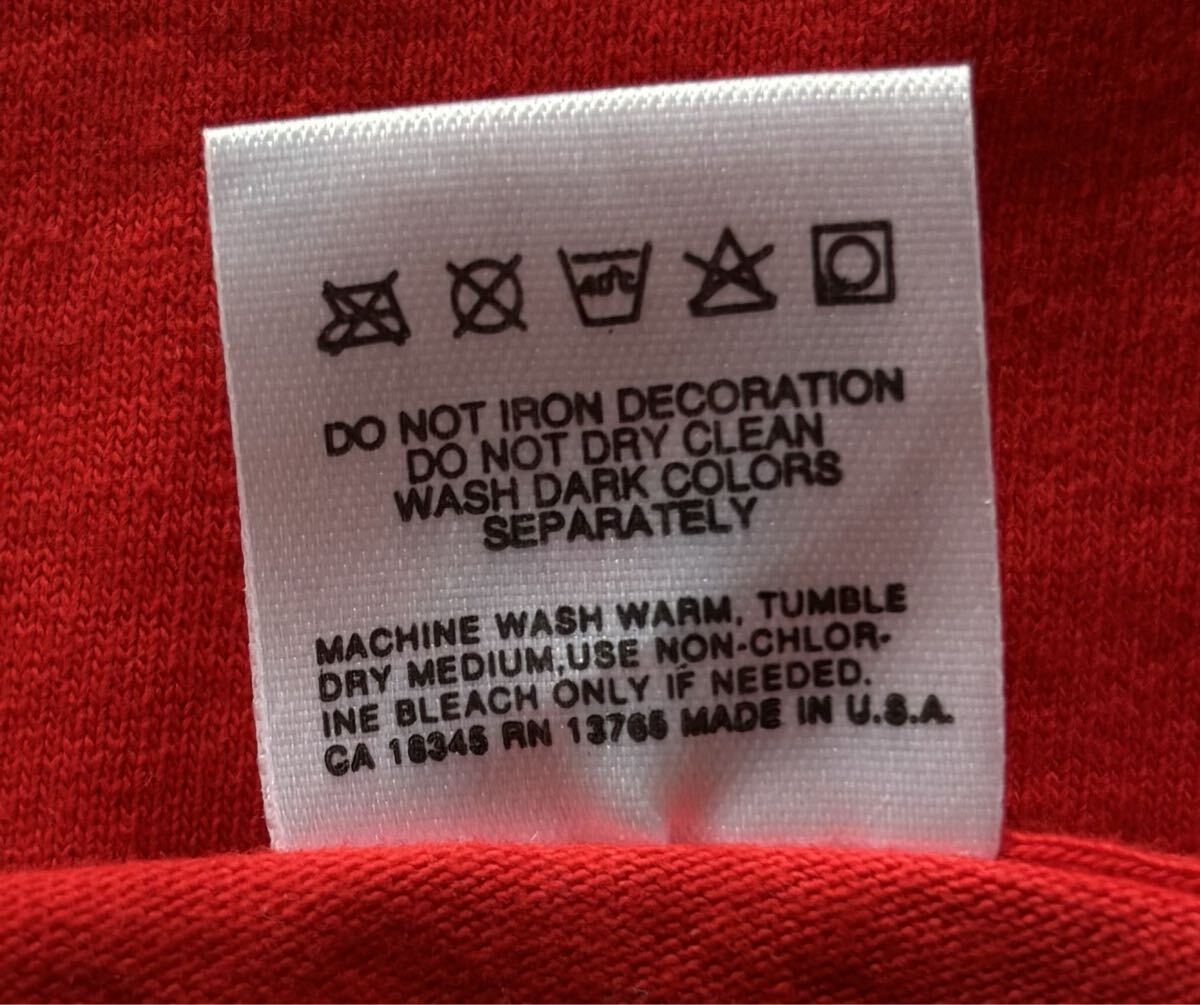 40°C
DO NOT IRON DECORATION
DO NOT DRY CLEAN
WASH DARK COLORS
SEPARATELY
MACHINE WASH WARM, TUMBLE
DRY MEDIUM,USE NON-CHLOR-
INE BLEACH ONLY IF NEEDED.
CA 16345 RN 13765 MADE IN U.S.A.